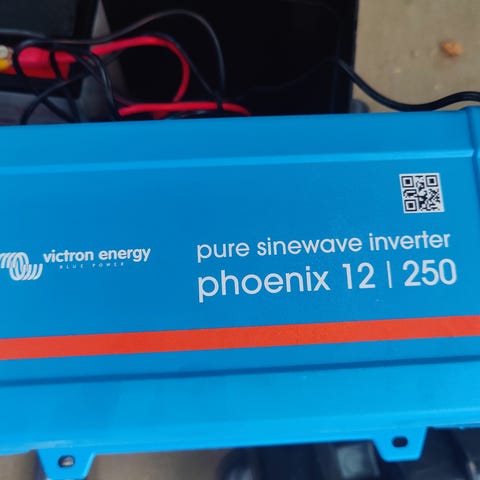 victron energy
BLUE POWER
pure sinewave inverter
phoenix 12 | 250